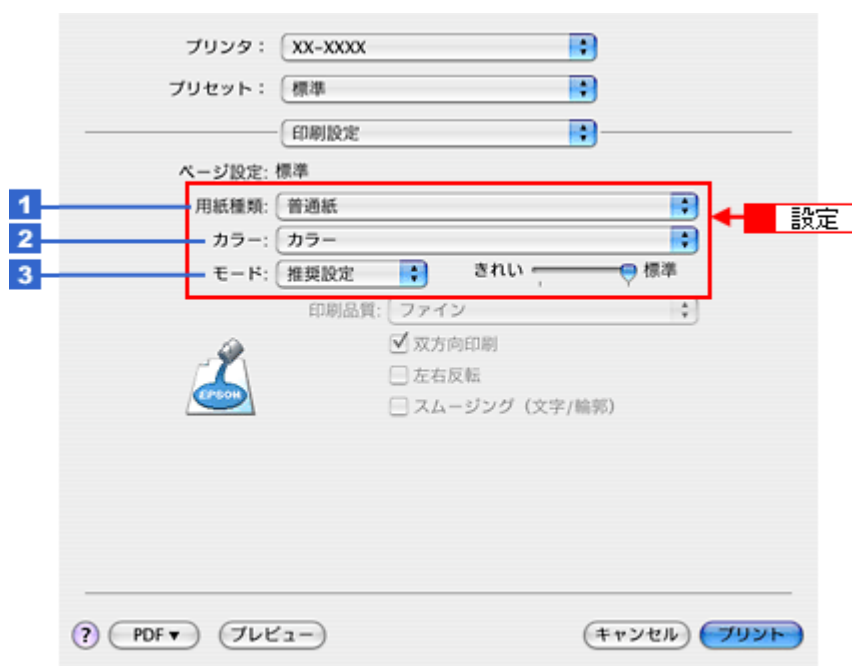 プリンタ： XX-XXXX
プリセット： 標準
印刷設定
ページ設定: 標準
1 用紙種類: 普通紙
設定
2 カラー: カラー
3 モード: 推奨設定 きれい 標準
印刷品質: ファイン
双方向印刷
左右反転
スムージング（文字/輪郭）
EPSON
? PDF▼ プレビュー キャンセル プリント